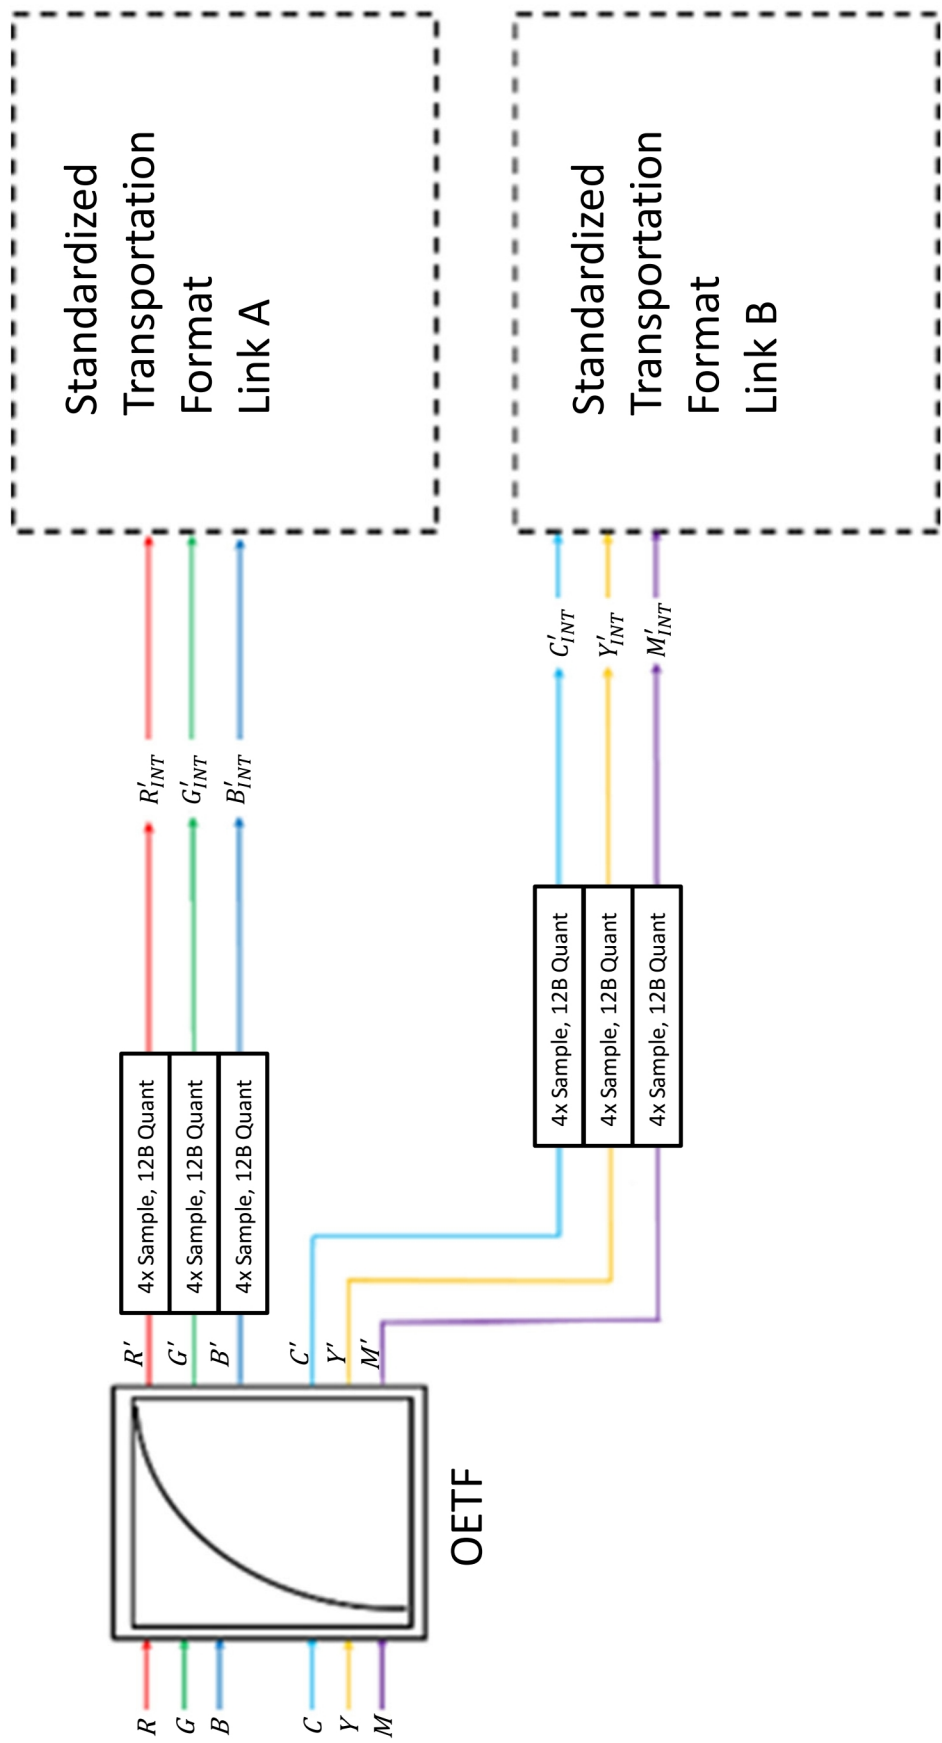 R
G
B
C
Y
M
OETF
R'
G'
B'
C'
Y'
M'
4x Sample, 12B Quant
4x Sample, 12B Quant
4x Sample, 12B Quant
4x Sample, 12B Quant
4x Sample, 12B Quant
4x Sample, 12B Quant
R'INT
G'INT
B'INT
C'INT
Y'INT
M'INT
Standardized
Transportation
Format
Link A
Standardized
Transportation
Format
Link B